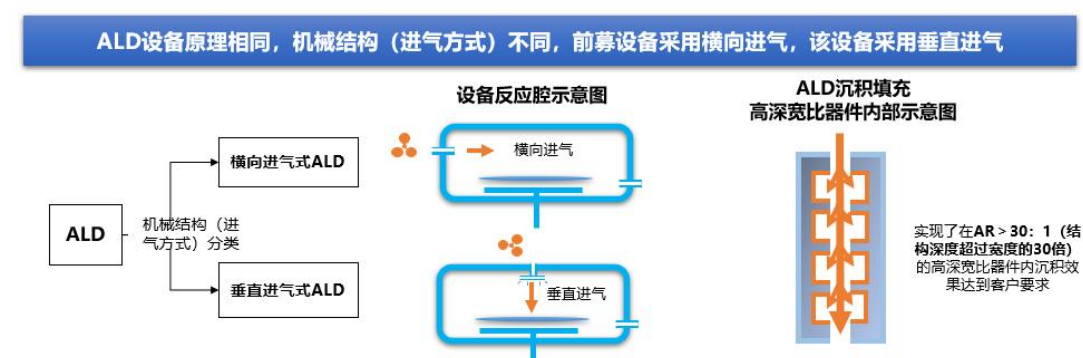 ALD设备原理相同，机械结构（进气方式）不同，前募设备采用横向进气，该设备采用垂直进气
设备反应腔示意图
ALD沉积填充
高深宽比器件内部示意图
横向进气式ALD
横向进气
ALD
机械结构（进
气方式）分类
垂直进气式ALD
垂直进气
实现了在AR＞30：1（结
构深度超过宽度的30倍）
的高深宽比器件内沉积效
果达到客户要求